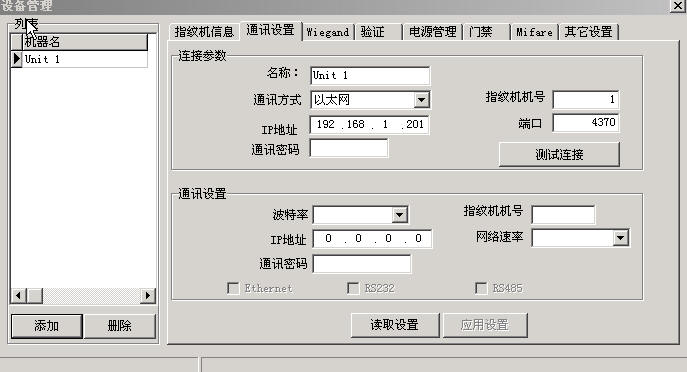 设备管理
列表
机器名
Unit 1
添加
删除
指纹机信息
通讯设置
Wiegand
验证
电源管理
门禁
Mifare
其它设置
连接参数
名称：
Unit 1
通讯方式
以太网
指纹机机号
1
IP地址
192 .168 . 1 .201
端口
4370
通讯密码
测试连接
通讯设置
波特率
指纹机机号
IP地址
0 . 0 . 0 . 0
网络速率
通讯密码
Ethernet
RS232
RS485
读取设置
应用设置